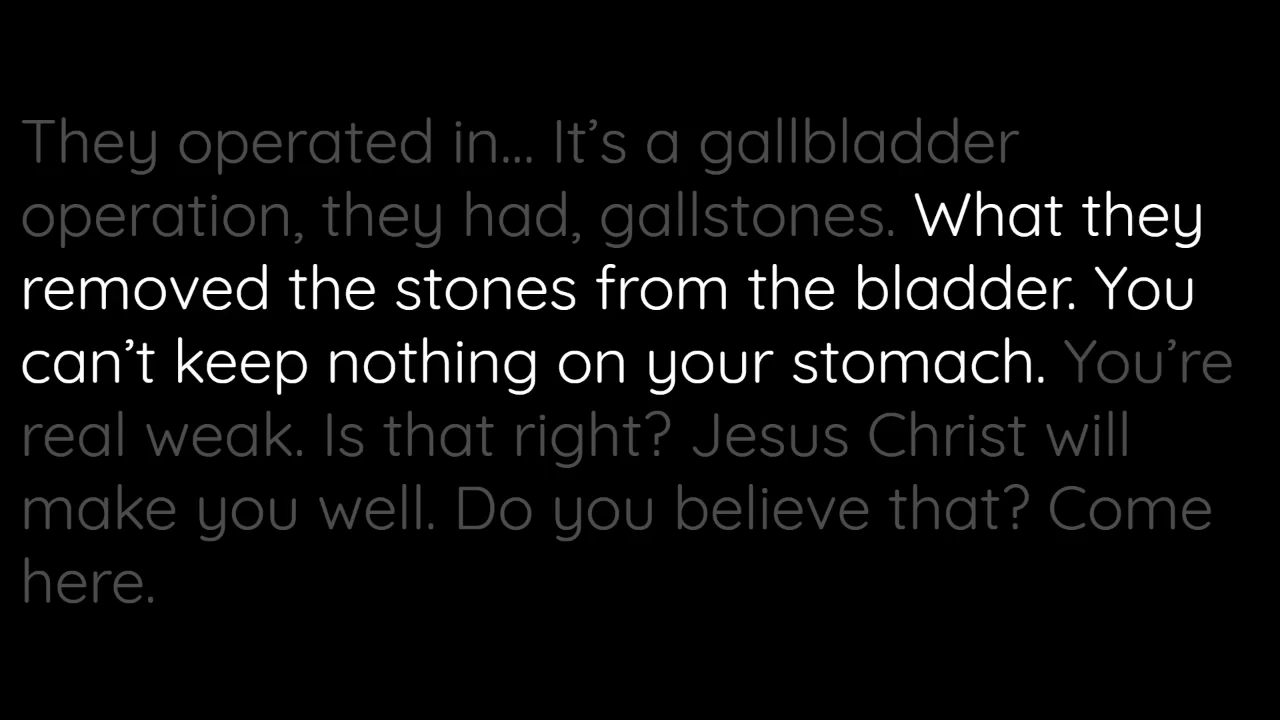 They operated in... It’s a gallbladder
operation, they had, gallstones. What they
removed the stones from the bladder. You
can’t keep nothing on your stomach. You’re
real weak. Is that right? Jesus Christ will
make you well. Do you believe that? Come
here.